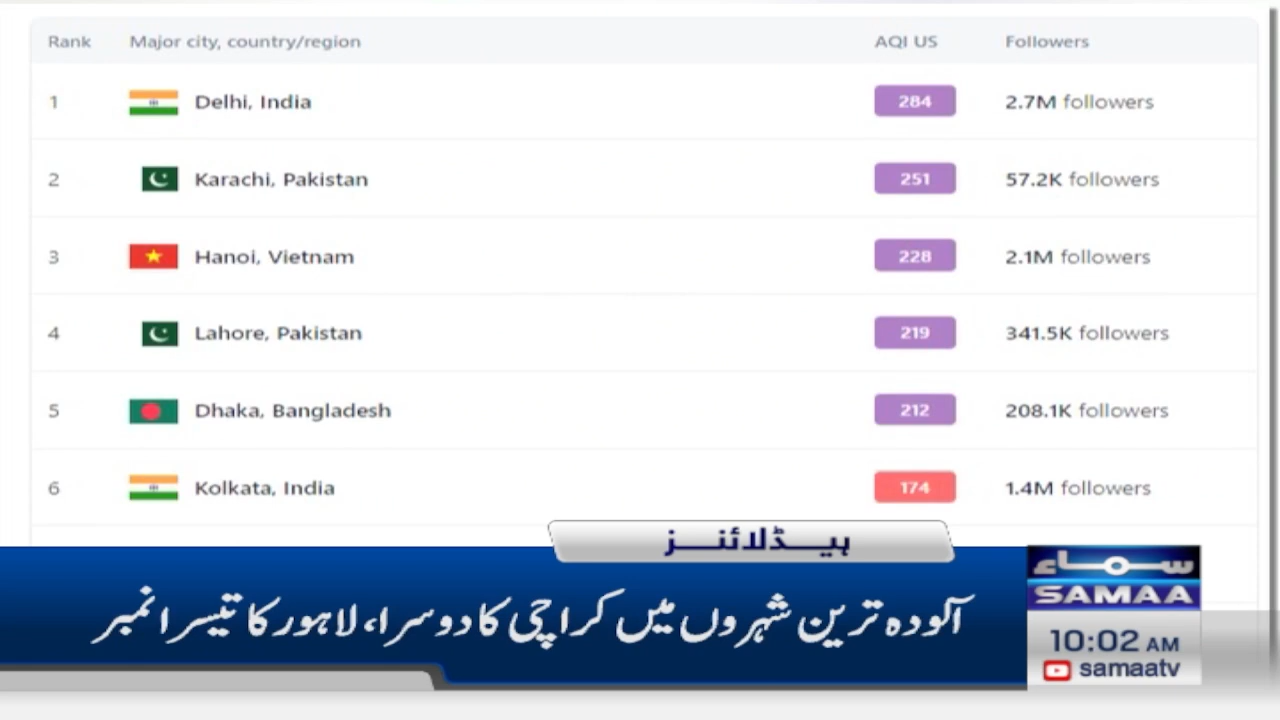 Rank Major city, country/region AQI US Followers
1 Delhi, India 284 2.7M followers
2 Karachi, Pakistan 251 57.2K followers
3 Hanoi, Vietnam 228 2.1M followers
4 Lahore, Pakistan 219 341.5K followers
5 Dhaka, Bangladesh 212 208.1K followers
6 Kolkata, India 174 1.4M followers
ہیڈلائنز
آلودہ ترین شہروں میں کراچی کا دوسرا، لاہور کا تیسرا نمبر
سماء
SAMAA
10:02 AM
samaatv